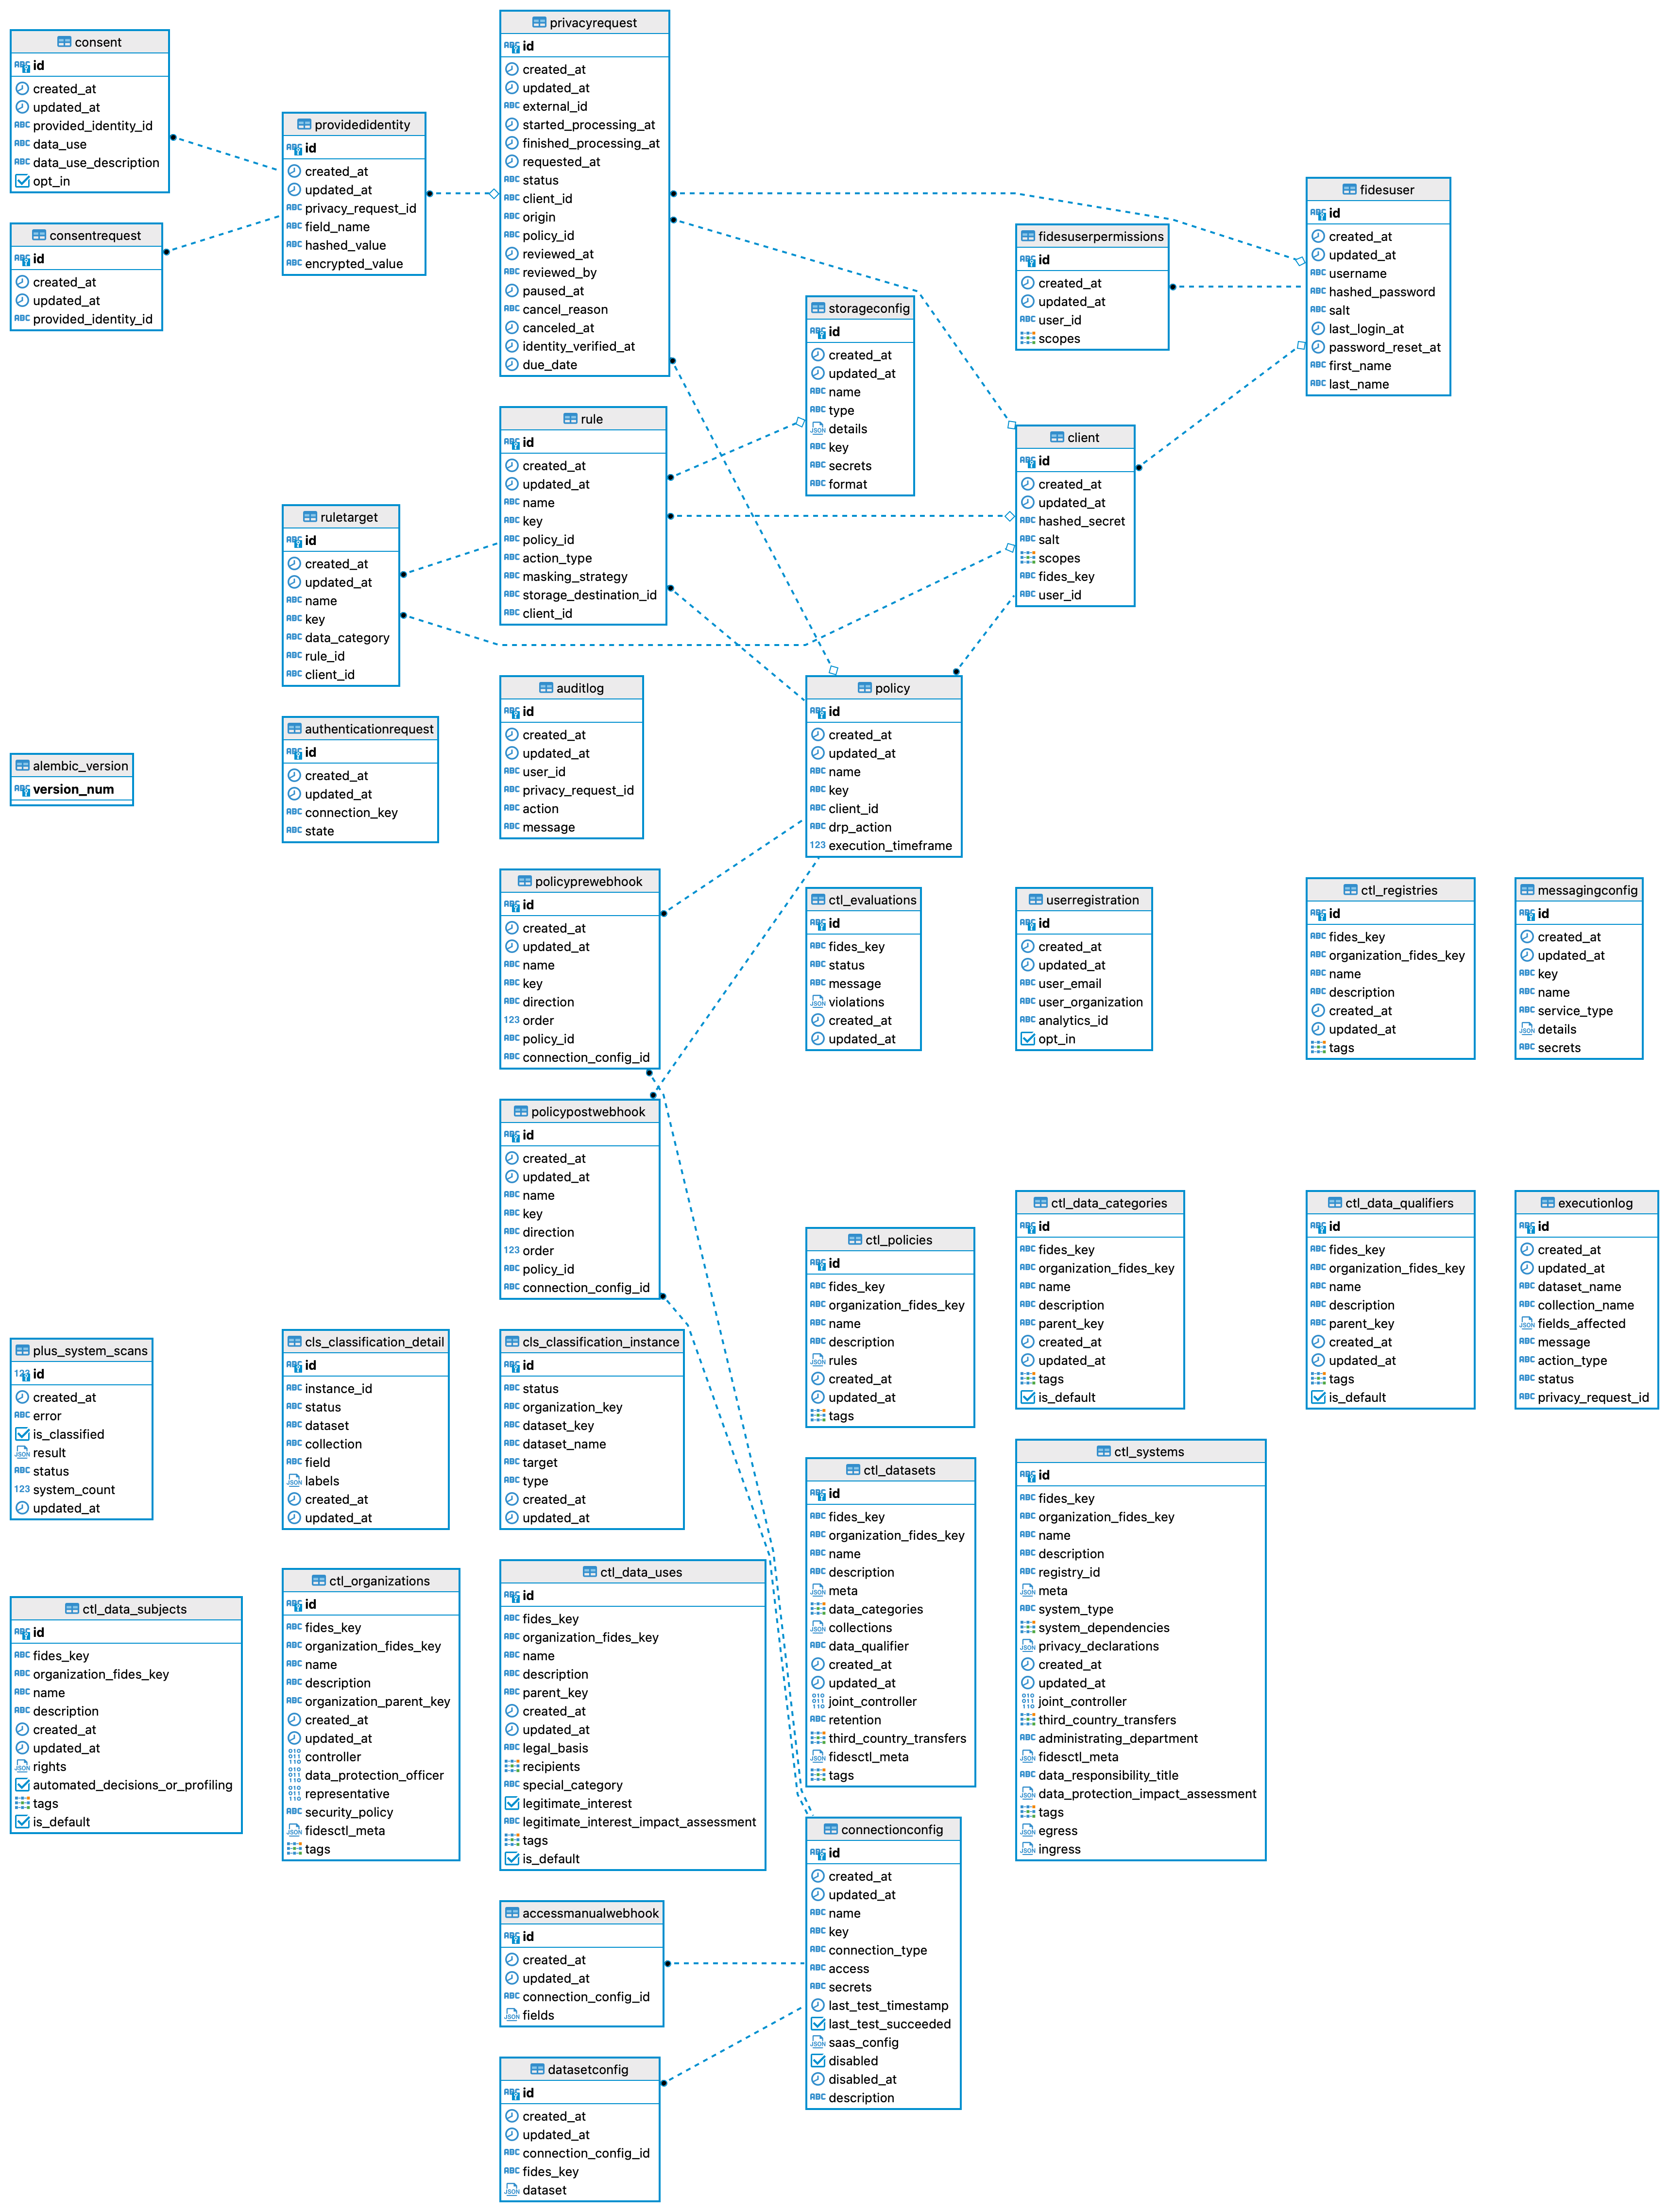 consent
id
created_at
updated_at
provided_identity_id
data_use
data_use_description
opt_in
consentrequest
id
created_at
updated_at
provided_identity_id
providedidentity
id
created_at
updated_at
privacy_request_id
field_name
hashed_value
encrypted_value
privacyrequest
id
created_at
updated_at
external_id
started_processing_at
finished_processing_at
requested_at
status
client_id
origin
policy_id
reviewed_at
reviewed_by
paused_at
cancel_reason
canceled_at
identity_verified_at
due_date
fidesuser
id
created_at
updated_at
username
hashed_password
salt
last_login_at
password_reset_at
first_name
last_name
fidesuserpermissions
id
created_at
updated_at
user_id
scopes
storageconfig
id
created_at
updated_at
name
type
details
key
secrets
format
rule
id
created_at
updated_at
name
key
policy_id
action_type
masking_strategy
storage_destination_id
client_id
client
id
created_at
updated_at
hashed_secret
salt
scopes
fides_key
user_id
ruletarget
id
created_at
updated_at
name
key
data_category
rule_id
client_id
auditlog
id
created_at
updated_at
user_id
privacy_request_id
action
message
policy
id
created_at
updated_at
name
key
client_id
drp_action
execution_timeframe
authenticationrequest
id
created_at
updated_at
connection_key
state
alembic_version
version_num
policyprewebhook
id
created_at
updated_at
name
key
direction
order
policy_id
connection_config_id
ctl_evaluations
id
fides_key
status
message
violations
created_at
updated_at
userregistration
id
created_at
updated_at
user_email
user_organization
analytics_id
opt_in
ctl_registries
id
fides_key
organization_fides_key
name
description
created_at
updated_at
tags
messagingconfig
id
created_at
updated_at
key
name
service_type
details
secrets
policypostwebhook
id
created_at
updated_at
name
key
direction
order
policy_id
connection_config_id
ctl_policies
id
fides_key
organization_fides_key
name
description
rules
created_at
updated_at
tags
ctl_data_categories
id
fides_key
organization_fides_key
name
description
parent_key
created_at
updated_at
tags
is_default
ctl_data_qualifiers
id
fides_key
organization_fides_key
name
description
parent_key
created_at
updated_at
tags
is_default
executionlog
id
created_at
updated_at
dataset_name
collection_name
fields_affected
message
action_type
status
privacy_request_id
plus_system_scans
id
created_at
error
is_classified
result
status
system_count
updated_at
cls_classification_detail
id
instance_id
status
dataset
collection
field
labels
created_at
updated_at
cls_classification_instance
id
status
organization_key
dataset_key
dataset_name
target
type
created_at
updated_at
ctl_datasets
id
fides_key
organization_fides_key
name
description
meta
data_categories
collections
data_qualifier
created_at
updated_at
joint_controller
retention
third_country_transfers
fidesctl_meta
tags
ctl_systems
id
fides_key
organization_fides_key
name
description
registry_id
meta
system_type
system_dependencies
privacy_declarations
created_at
updated_at
joint_controller
third_country_transfers
administrating_department
fidesctl_meta
data_responsibility_title
data_protection_impact_assessment
tags
egress
ingress
ctl_data_subjects
id
fides_key
organization_fides_key
name
description
created_at
updated_at
rights
automated_decisions_or_profiling
tags
is_default
ctl_organizations
id
fides_key
organization_fides_key
name
description
organization_parent_key
created_at
updated_at
controller
data_protection_officer
representative
security_policy
fidesctl_meta
tags
ctl_data_uses
id
fides_key
organization_fides_key
name
description
parent_key
created_at
updated_at
legal_basis
recipients
special_category
legitimate_interest
legitimate_interest_impact_assessment
tags
is_default
connectionconfig
id
created_at
updated_at
name
key
connection_type
access
secrets
last_test_timestamp
last_test_succeeded
saas_config
disabled
disabled_at
description
accessmanualwebhook
id
created_at
updated_at
connection_config_id
fields
datasetconfig
id
created_at
updated_at
connection_config_id
fides_key
dataset